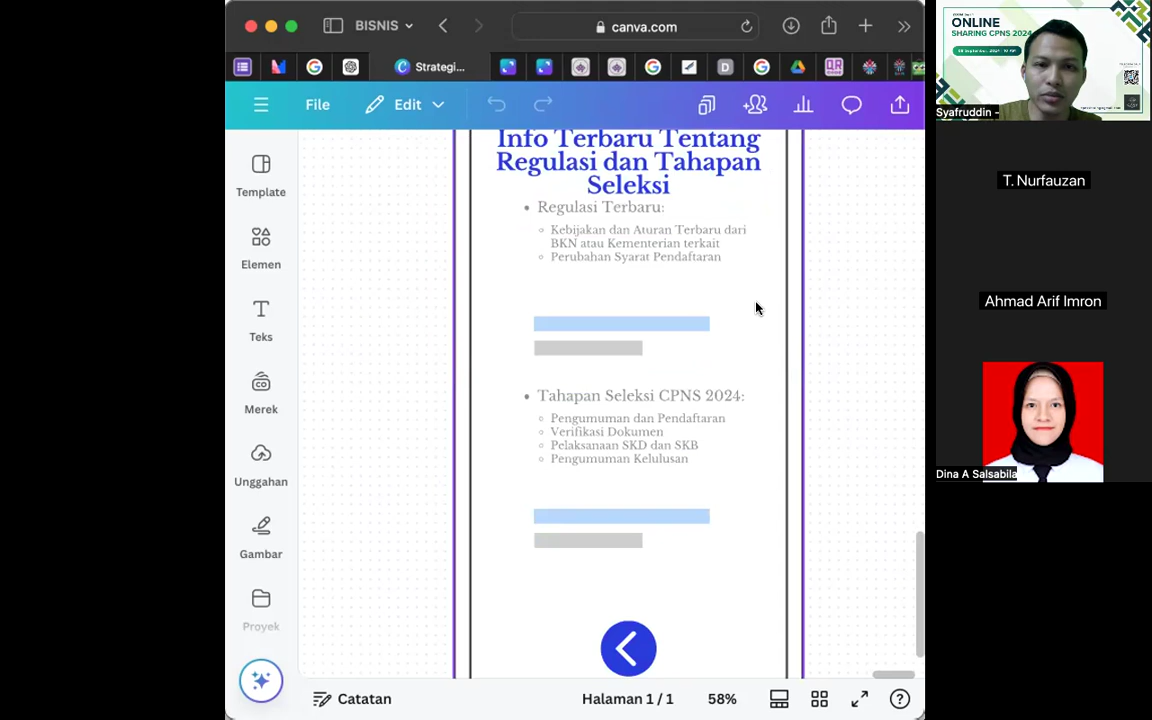 BISNIS
canva.com
Strategi...
File
Edit
Template
Elemen
Teks
Merek
Unggahan
Gambar
Proyek
Info Terbaru Tentang
Regulasi dan Tahapan
Seleksi
• Regulasi Terbaru:
Kebijakan dan Aturan Terbaru dari
BKN atau Kementerian terkait
Perubahan Syarat Pendaftaran
• Tahapan Seleksi CPNS 2024:
Pengumuman dan Pendaftaran
Verifikasi Dokumen
Pelaksanaan SKD dan SKB
Pengumuman Kelulusan
Catatan
Halaman 1 / 1
58%
ONLINE
SHARING CPNS 2024
Syafruddin -
T. Nurfauzan
Ahmad Arif Imron
Dina A Salsabila